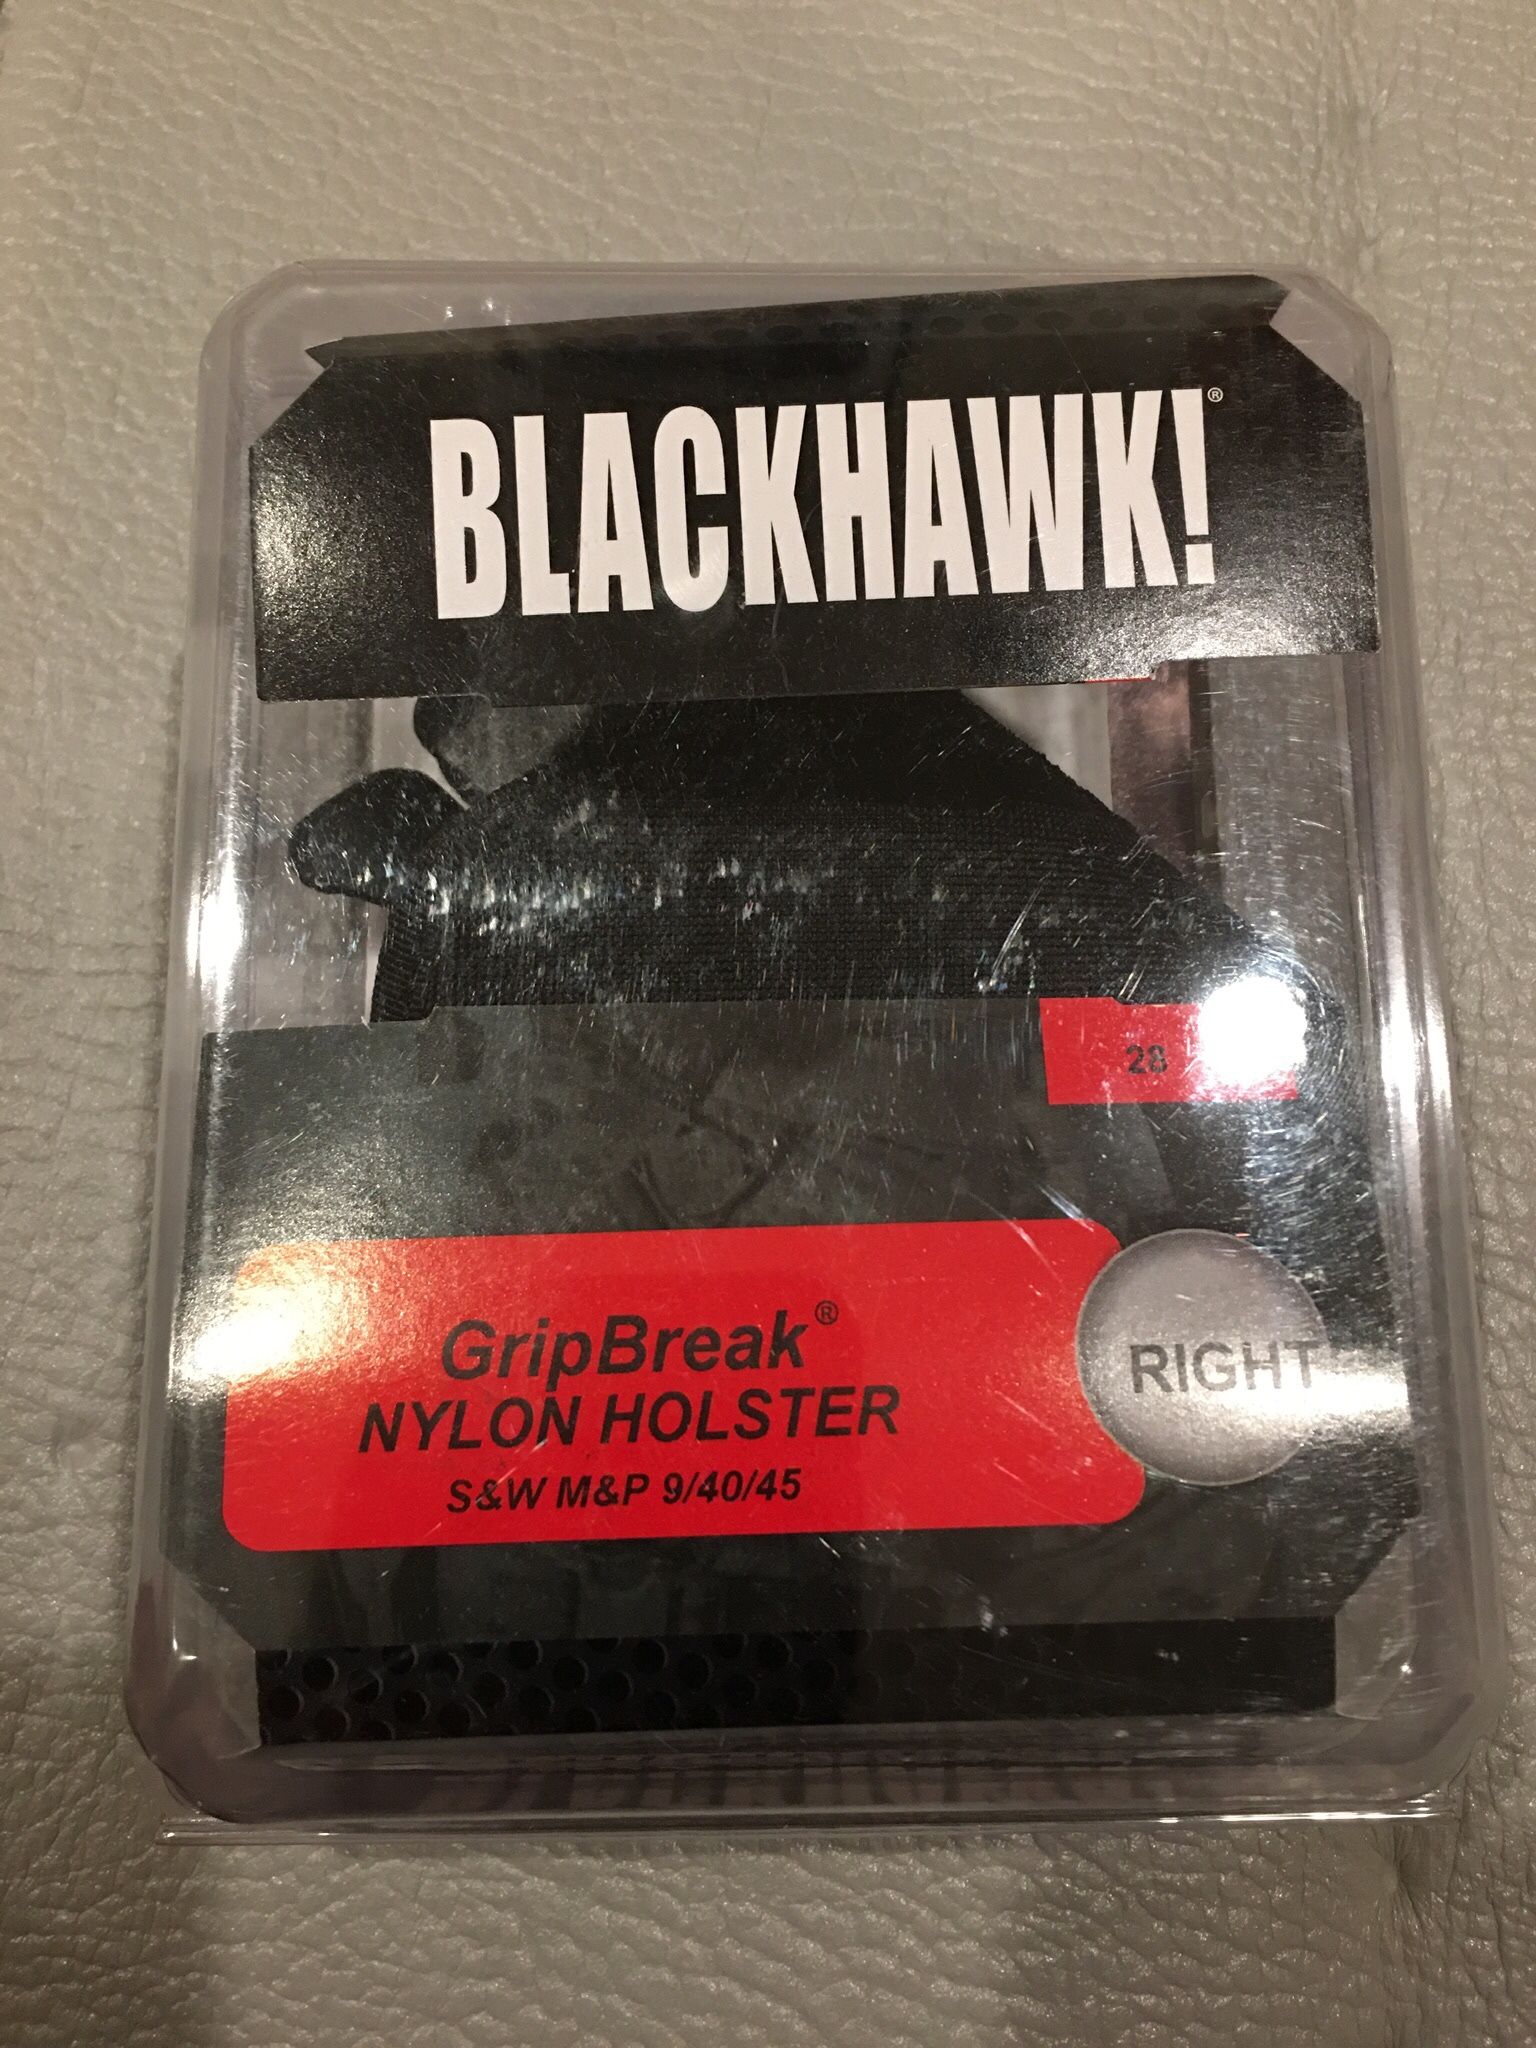 BLACKHAWK!®
28
GripBreak®
NYLON HOLSTER
S&W M&P 9/40/45
RIGHT